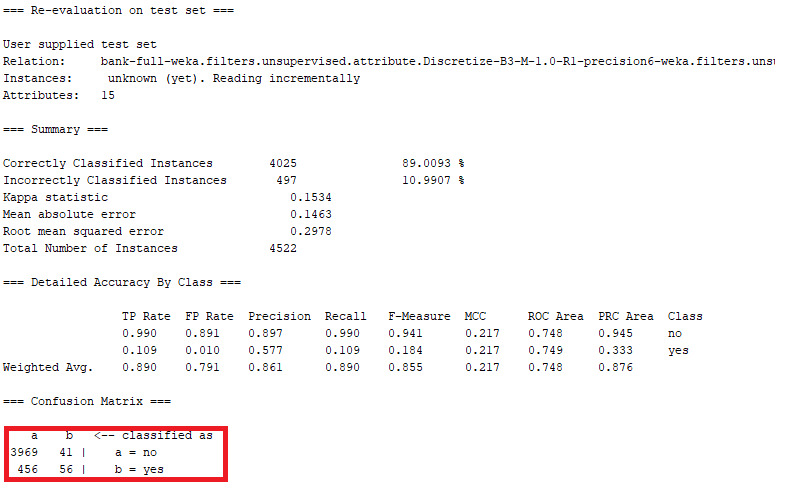 === Re-evaluation on test set ===
User supplied test set
Relation:     bank-full-weka.filters.unsupervised.attribute.Discretize-B3-M-1.0-R1-precision6-weka.filters.unsu
Instances:     unknown (yet). Reading incrementally
Attributes:   15
=== Summary ===
Correctly Classified Instances        4025               89.0093 %
Incorrectly Classified Instances       497               10.9907 %
Kappa statistic                          0.1534
Mean absolute error                      0.1463
Root mean squared error                  0.2978
Total Number of Instances             4522
=== Detailed Accuracy By Class ===
                 TP Rate  FP Rate  Precision  Recall   F-Measure  MCC      ROC Area  PRC Area  Class
                 0.990    0.891    0.897      0.990    0.941      0.217    0.748     0.945     no
                 0.109    0.010    0.577      0.109    0.184      0.217    0.749     0.333     yes
Weighted Avg.    0.890    0.791    0.861      0.890    0.855      0.217    0.748     0.876
=== Confusion Matrix ===
    a    b   <-- classified as
 3969   41 |    a = no
  456   56 |    b = yes